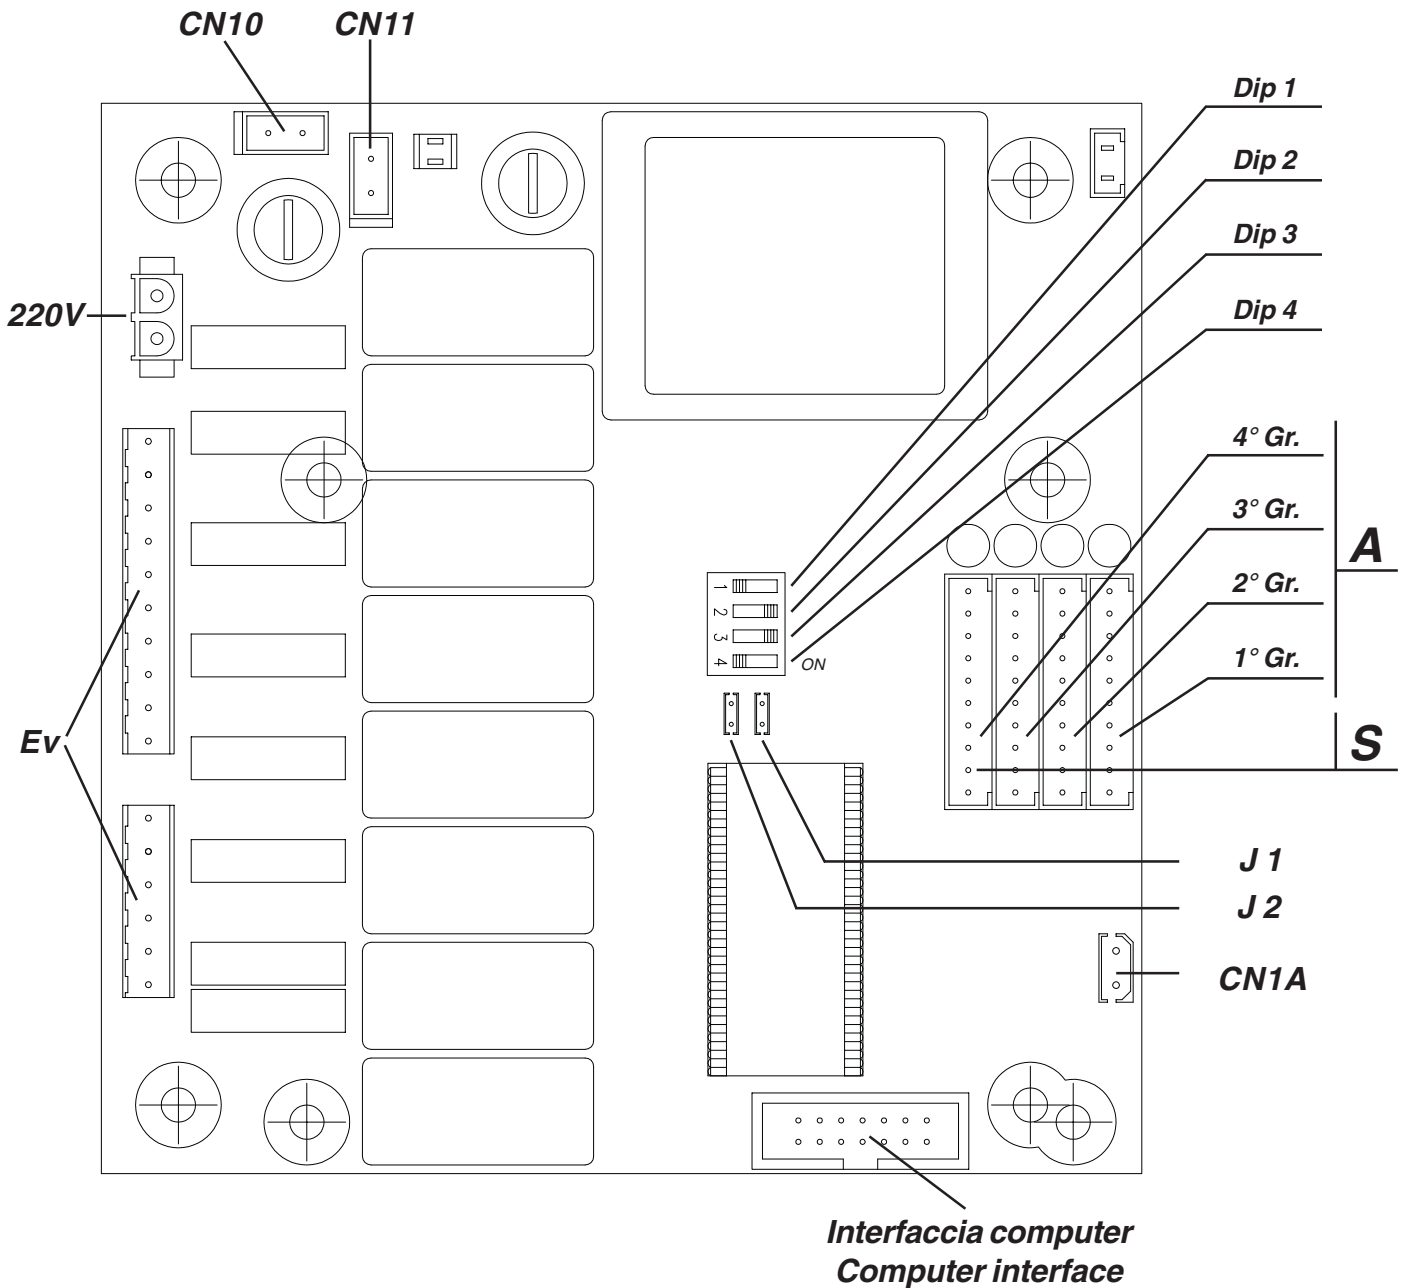 CN10
CN11
Dip 1
Dip 2
Dip 3
220V
Dip 4
4° Gr.
3° Gr.
A
2° Gr.
1
2
3
4
ON
1° Gr.
Ev
S
J 1
J 2
CN1A
Interfaccia computer
Computer interface